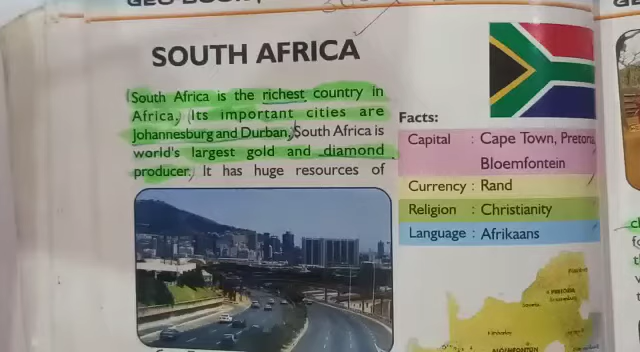 SOUTH AFRICA
South Africa is the richest country in
Africa, Its important cities are
Johannesburg and Durban, South Africa is
world's largest gold and diamond
producer. It has huge resources of
Facts:
Capital : Cape Town, Pretoria
Bloemfontein
Currency : Rand
Religion : Christianity
Language : Afrikaans
PRETORIA
Kimberley
BLOEMFONTEIN